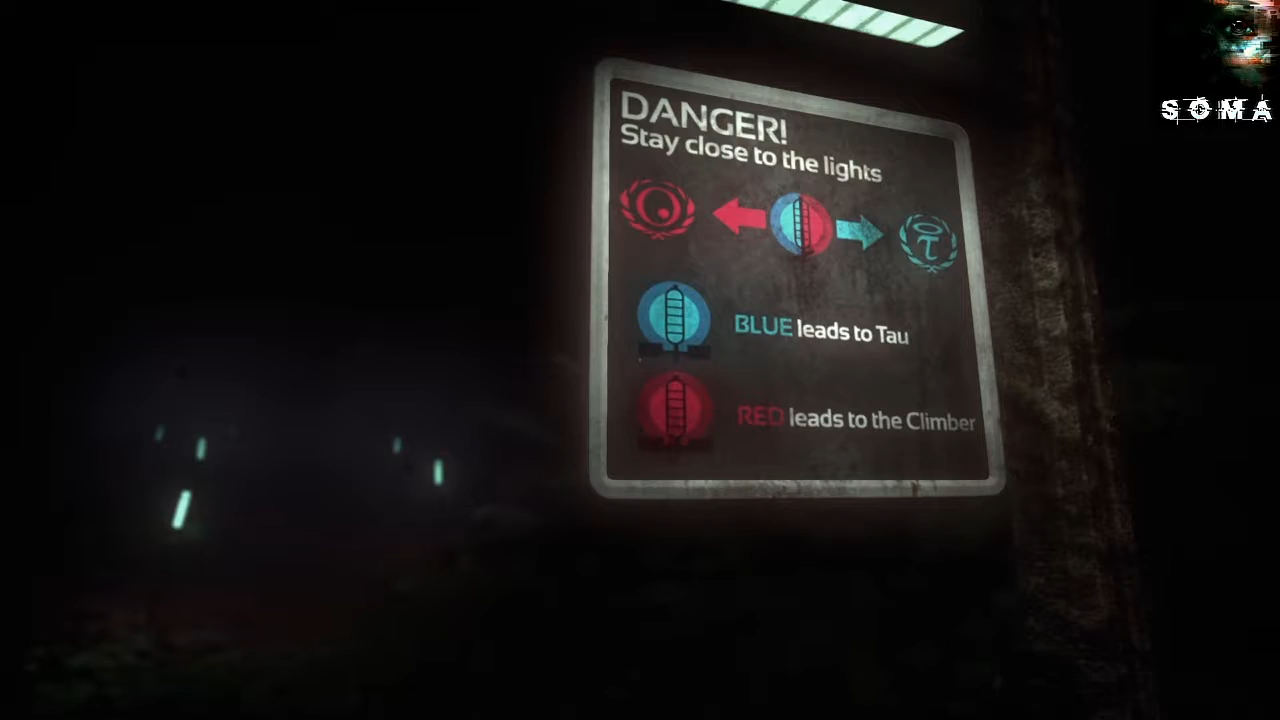 SOMA
DANGER!
Stay close to the lights
τ
BLUE leads to Tau
RED leads to the Climber